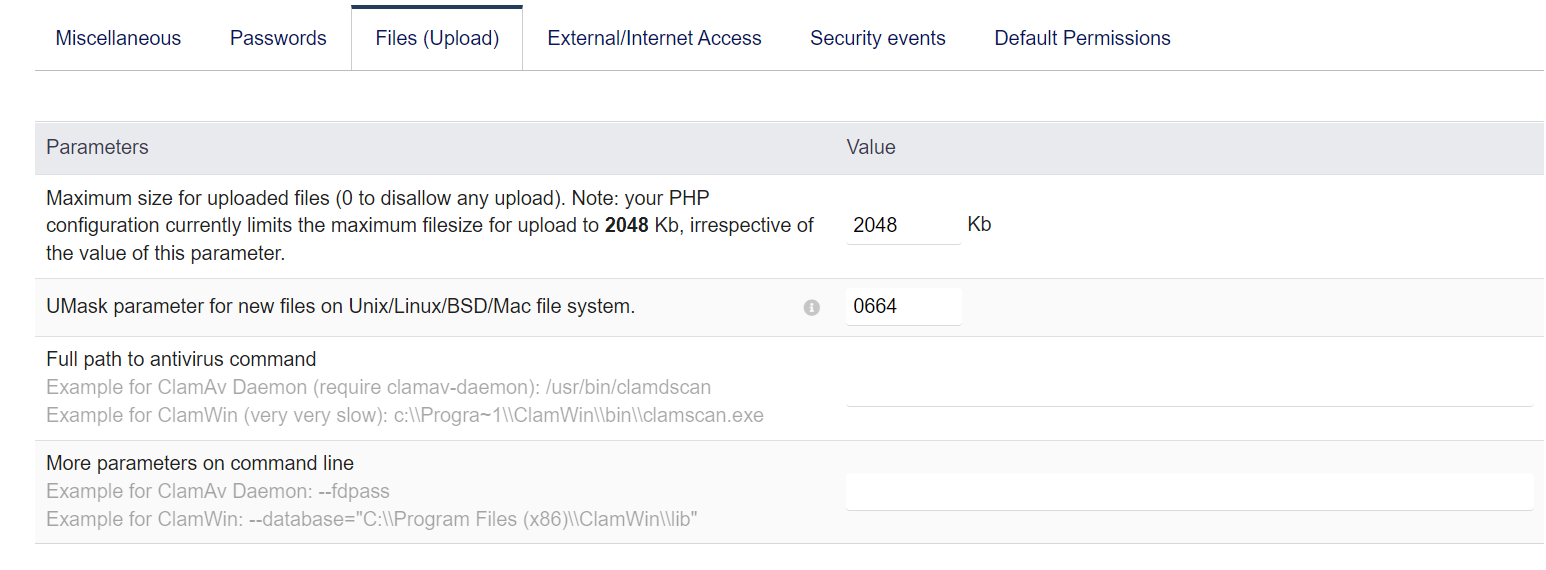 Miscellaneous Passwords Files (Upload) External/Internet Access Security events Default Permissions
Parameters Value
Maximum size for uploaded files (0 to disallow any upload). Note: your PHP
configuration currently limits the maximum filesize for upload to 2048 Kb, irrespective of
the value of this parameter.
2048 Kb
UMask parameter for new files on Unix/Linux/BSD/Mac file system. 0664
Full path to antivirus command
Example for ClamAv Daemon (require clamav-daemon): /usr/bin/clamdscan
Example for ClamWin (very very slow): c:\\Progra~1\\ClamWin\\bin\\clamscan.exe
More parameters on command line
Example for ClamAv Daemon: --fdpass
Example for ClamWin: --database="C:\\Program Files (x86)\\ClamWin\\lib"